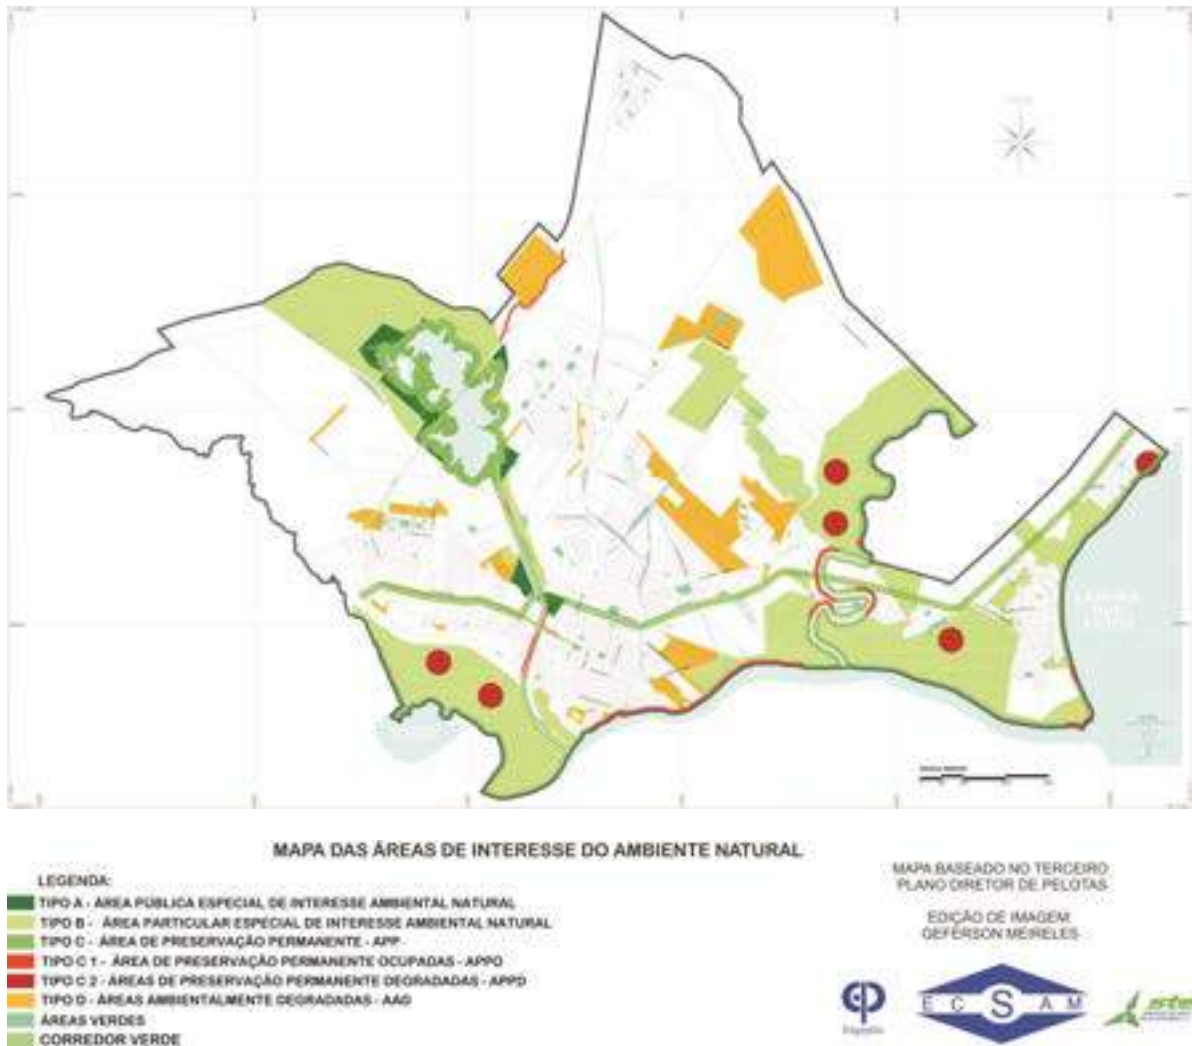 MAPA DAS ÁREAS DE INTERESSE DO AMBIENTE NATURAL
LEGENDA:
TIPO A - ÁREA PÚBLICA ESPECIAL DE INTERESSE AMBIENTAL NATURAL
TIPO B - ÁREA PARTICULAR ESPECIAL DE INTERESSE AMBIENTAL NATURAL
TIPO C - ÁREA DE PRESERVAÇÃO PERMANENTE - APP
TIPO C 1 - ÁREA DE PRESERVAÇÃO PERMANENTE OCUPADAS - APPO
TIPO C 2 - ÁREAS DE PRESERVAÇÃO PERMANENTE DEGRADADAS - APPD
TIPO D - ÁREAS AMBIENTALMENTE DEGRADADAS - AAD
ÁREAS VERDES
CORREDOR VERDE
MAPA BASEADO NO TERCEIRO
PLANO DIRETOR DE PELOTAS
EDIÇÃO DE IMAGEM:
GEFERSON MEIRELES
E C S A M
ste